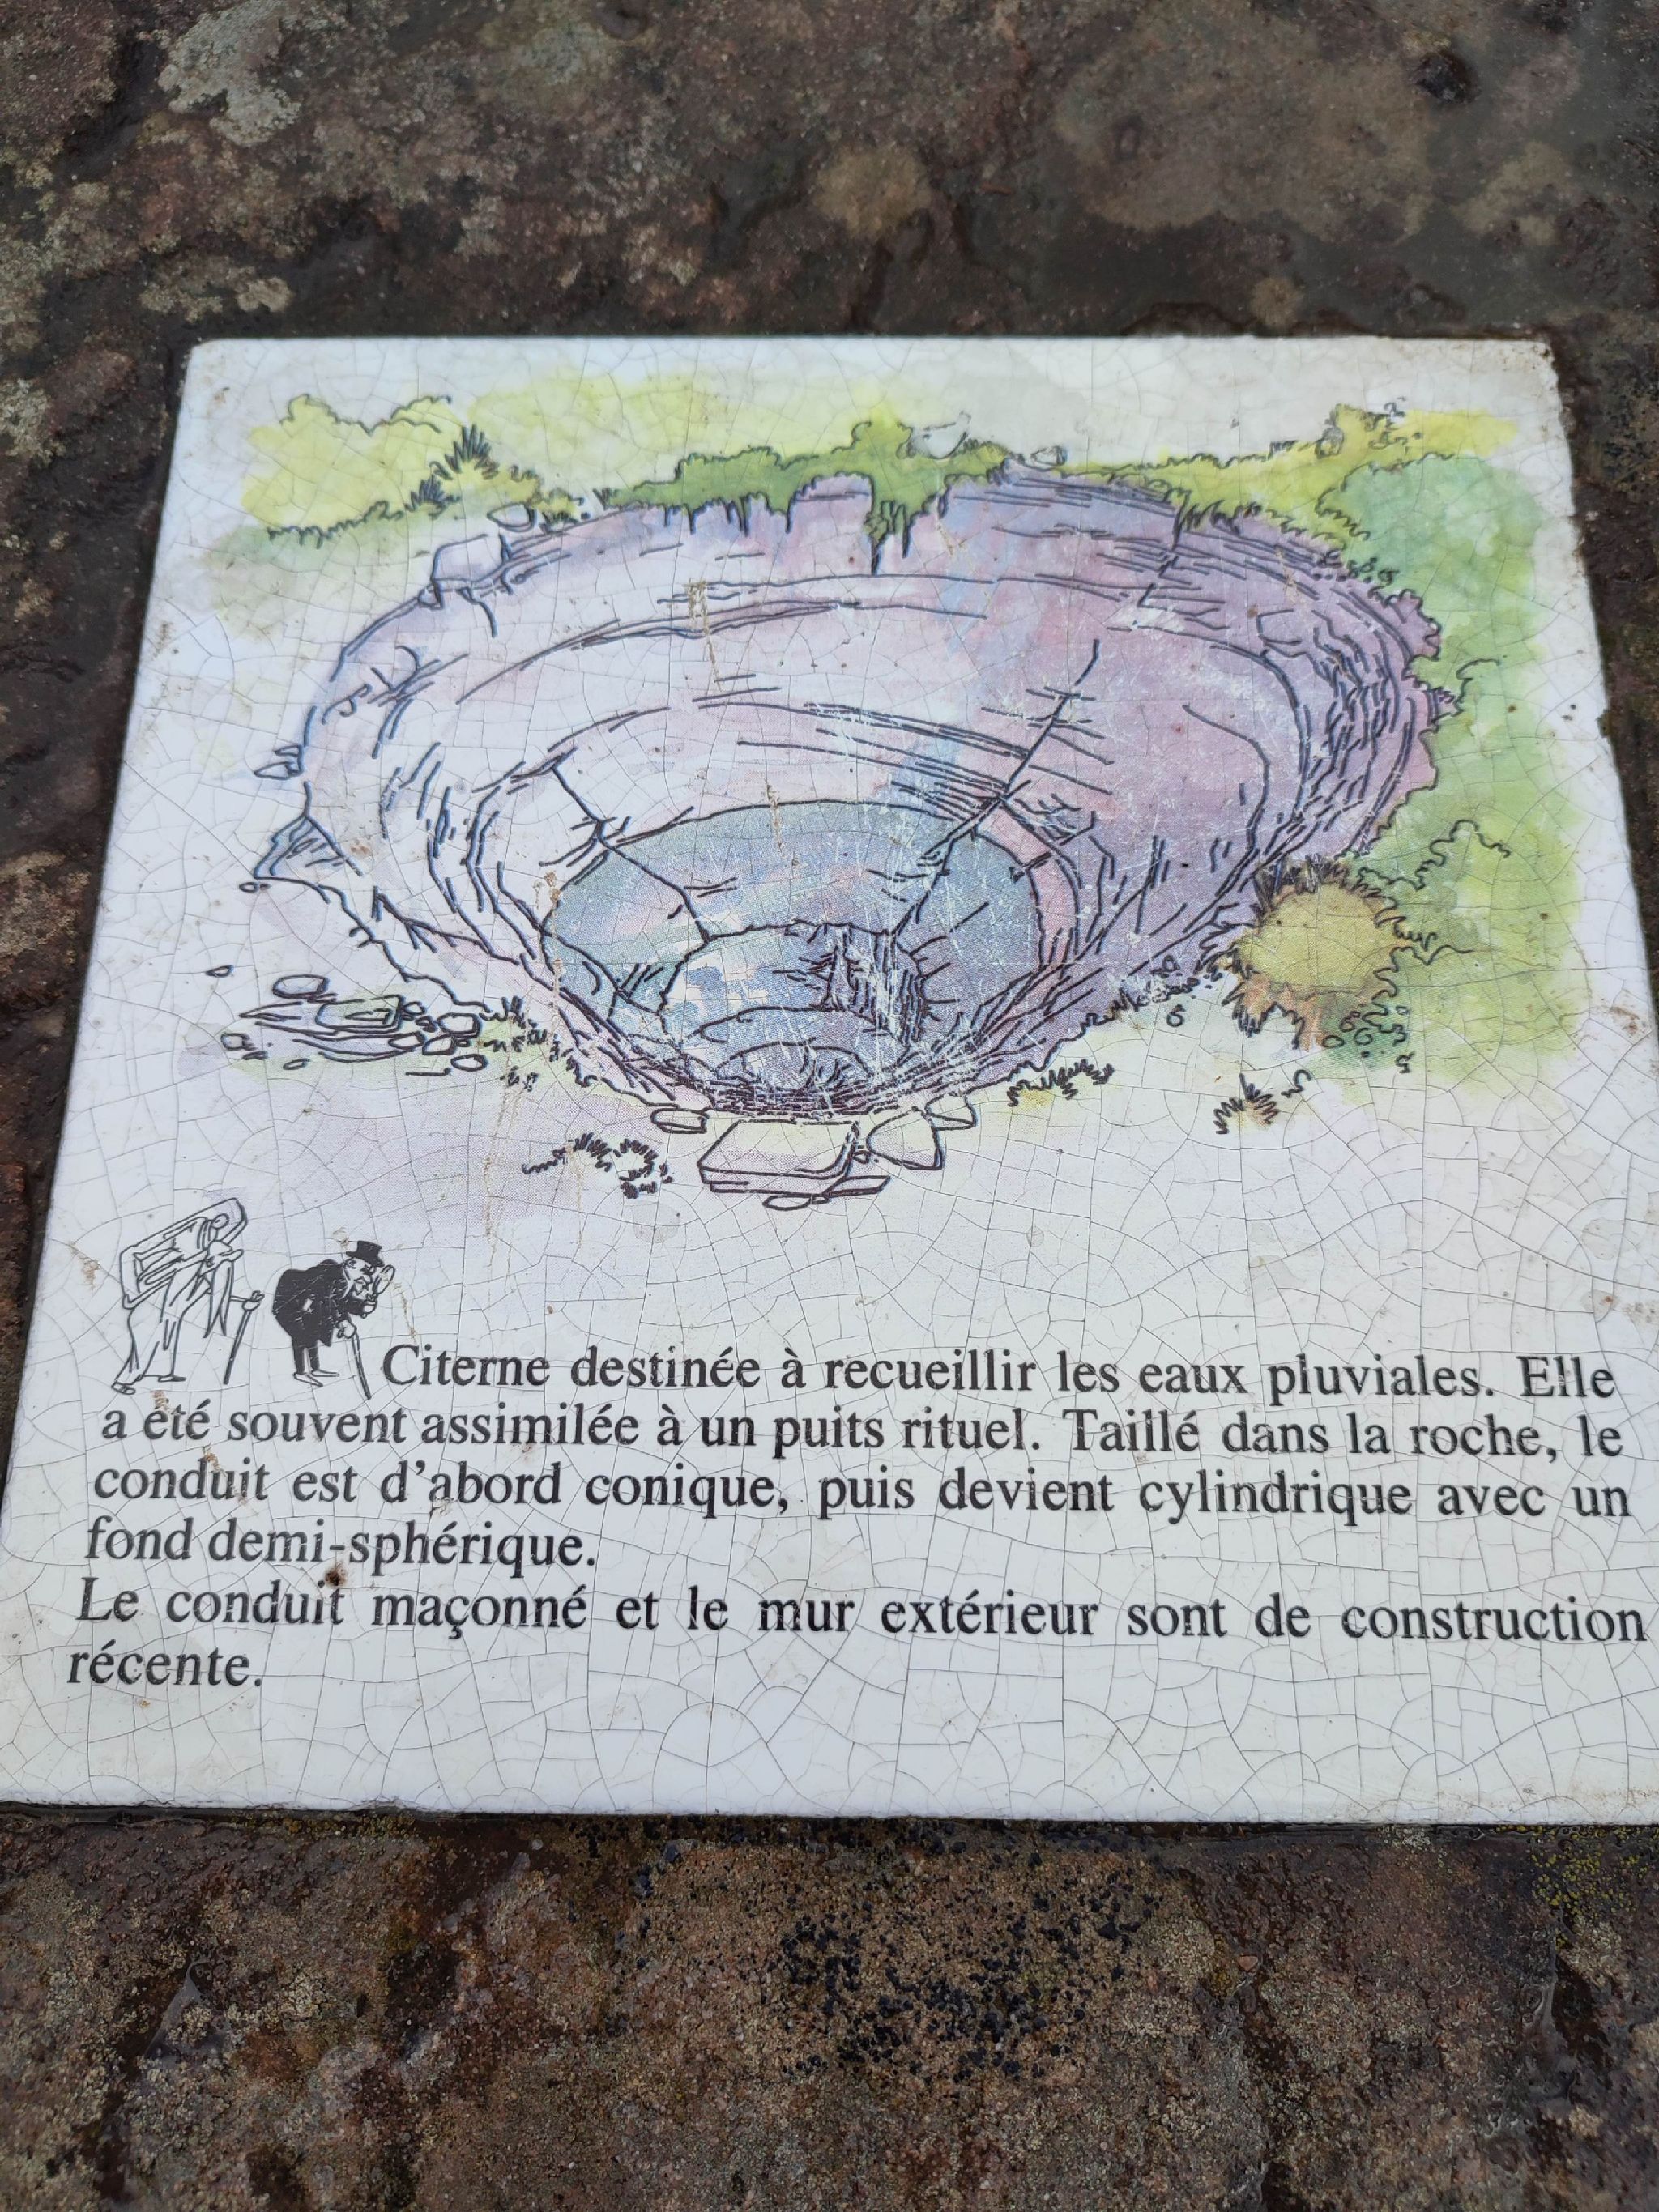 Citerne destinée à recueillir les eaux pluviales. Elle
a été souvent assimilée à un puits rituel. Taillé dans la roche, le
conduit est d'abord conique, puis devient cylindrique avec un
fond demi-sphérique.
Le conduit maçonné et le mur extérieur sont de construction
récente.